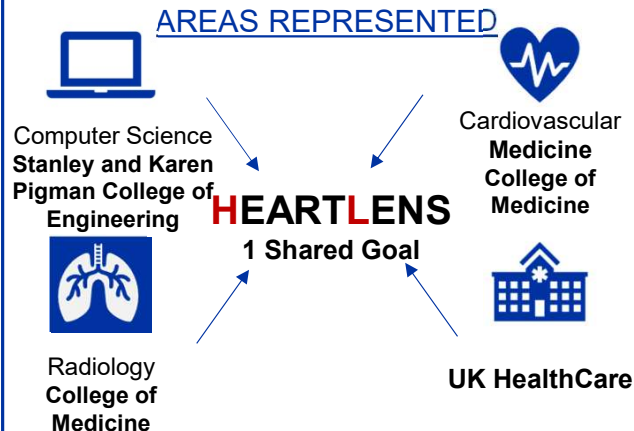 AREAS REPRESENTED
Computer Science
Stanley and Karen
Pigman College of
Engineering
Cardiovascular
Medicine
College of
Medicine
HEARTLENS
1 Shared Goal
Radiology
College of
Medicine
UK HealthCare